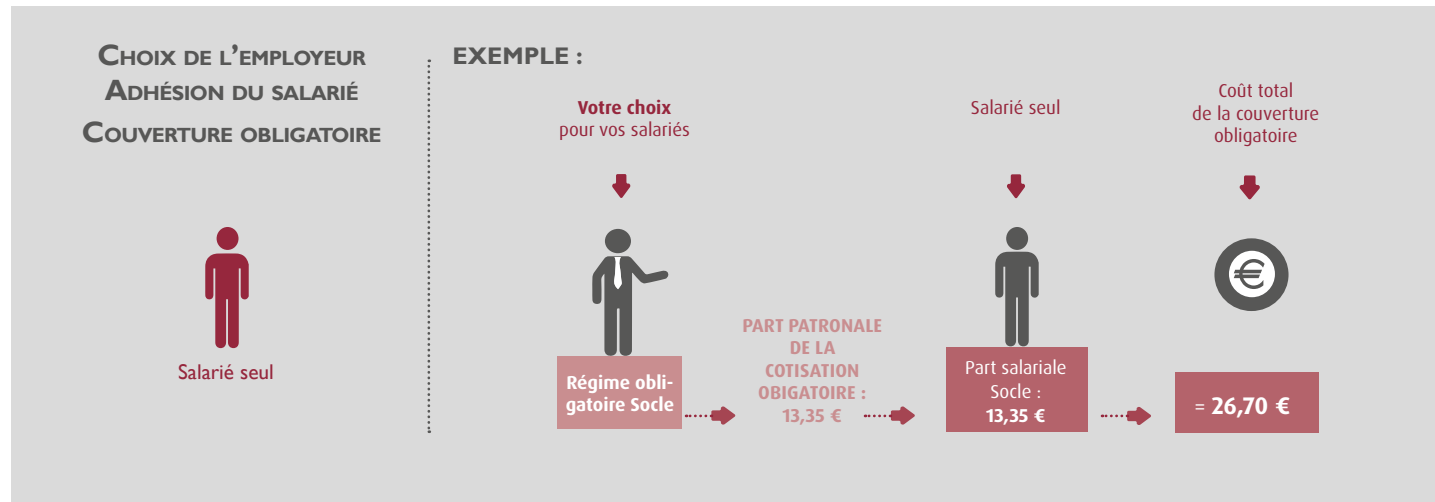 CHOIX DE L'EMPLOYEUR
ADHÉSION DU SALARIÉ
COUVERTURE OBLIGATOIRE
Salarié seul
EXEMPLE :
Votre choix
pour vos salariés
Régime obli-
gatoire Socle
PART PATRONALE
DE LA
COTISATION
OBIGATOIRE :
13,35 €
Salarié seul
Part salariale
Socle :
13,35 €
Coût total
de la couverture
obligatoire
€
= 26,70 €